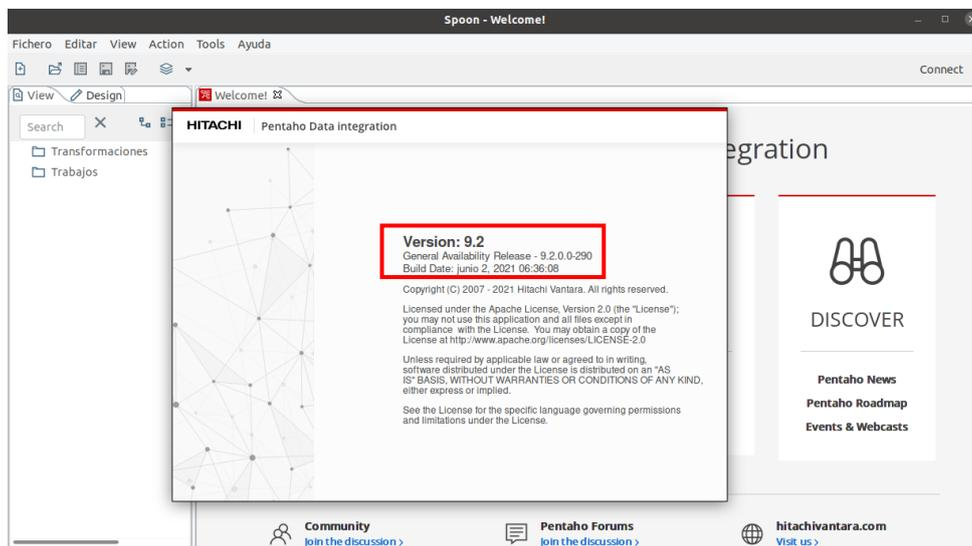 Spoon - Welcome!
Fichero Editar View Action Tools Ayuda
Connect
View Design Welcome!
Search
Transformaciones
Trabajos
HITACHI Pentaho Data integration
egration
Version: 9.2
General Availability Release - 9.2.0.0-290
Build Date: junio 2, 2021 06:36:08
Copyright (C) 2007 - 2021 Hitachi Vantara. All rights reserved.
Licensed under the Apache License, Version 2.0 (the "License");
you may not use this application and all files except in
compliance with the License. You may obtain a copy of the
License at http://www.apache.org/licenses/LICENSE-2.0
Unless required by applicable law or agreed to in writing,
software distributed under the License is distributed on an "AS
IS" BASIS, WITHOUT WARRANTIES OR CONDITIONS OF ANY KIND,
either express or implied.
See the License for the specific language governing permissions
and limitations under the License.
DISCOVER
Pentaho News
Pentaho Roadmap
Events & Webcasts
Community
Join the discussion >
Pentaho Forums
Join the discussion >
hitachivantara.com
Visit us >